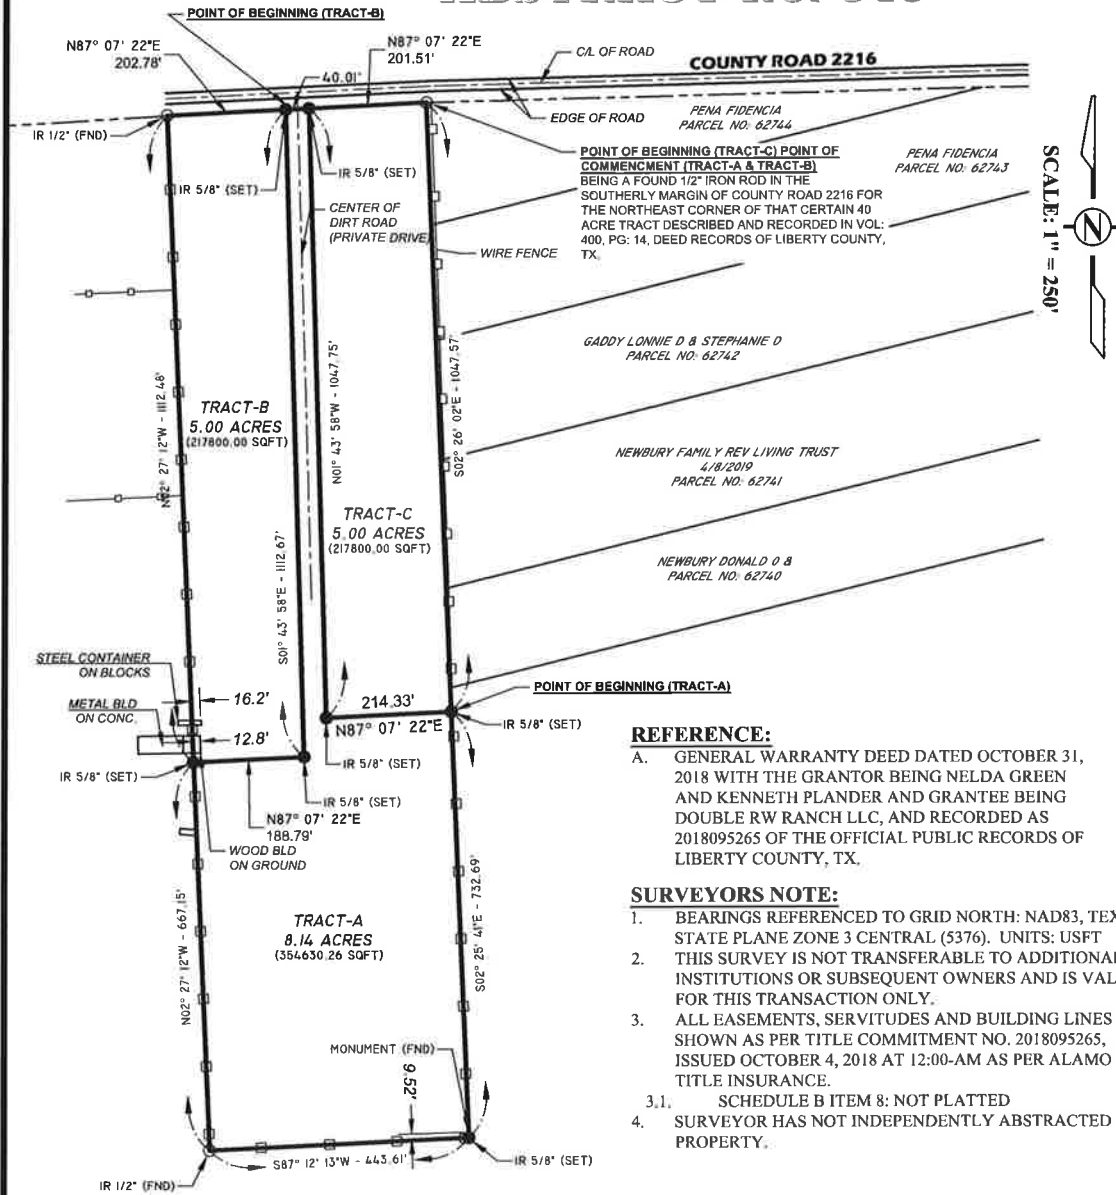 POINT OF BEGINNING (TRACT-B)
N87° 07' 22"E
202.78'
N87° 07' 22"E
201.51'
40.01'
C/L OF ROAD
COUNTY ROAD 2216
EDGE OF ROAD
IR 1/2" (FND)
IR 5/8" (SET)
IR 5/8" (SET)
PENA FIDENCIA
PARCEL NO: 62744
PENA FIDENCIA
PARCEL NO: 62743
POINT OF BEGINNING (TRACT-C) POINT OF
COMMENCMENT (TRACT-A & TRACT-B)
BEING A FOUND 1/2" IRON ROD IN THE
SOUTHERLY MARGIN OF COUNTY ROAD 2216 FOR
THE NORTHEAST CORNER OF THAT CERTAIN 40
ACRE TRACT DESCRIBED AND RECORDED IN VOL:
400, PG: 14, DEED RECORDS OF LIBERTY COUNTY,
TX.
SCALE: 1" = 250'
N
CENTER OF
DIRT ROAD
(PRIVATE DRIVE)
WIRE FENCE
GADDY LONNIE D & STEPHANIE D
PARCEL NO: 62742
NEWBURY FAMILY REV LIVING TRUST
4/8/2019
PARCEL NO: 62741
NEWBURY DONALD O &
PARCEL NO: 62740
N02° 27' 12"W - 1112.48'
TRACT-B
5.00 ACRES
(217800.00 SQFT)
S01° 43' 58"E - 1112.67'
N01° 43' 58"W - 1047.75'
S02° 26' 02"E - 1047.57'
TRACT-C
5.00 ACRES
(217800.00 SQFT)
STEEL CONTAINER
ON BLOCKS
16.2'
METAL BLD
ON CONC.
12.8'
214.33'
N87° 07' 22"E
POINT OF BEGINNING (TRACT-A)
IR 5/8" (SET)
IR 5/8" (SET)
IR 5/8" (SET)
IR 5/8" (SET)
N87° 07' 22"E
188.79'
WOOD BLD
ON GROUND
N02° 27' 12"W - 667.15'
TRACT-A
8.14 ACRES
(354630.26 SQFT)
S02° 25' 41"E - 732.69'
MONUMENT (FND)
9.52'
S87° 12' 13"W - 443.61'
IR 5/8" (SET)
IR 1/2" (FND)
REFERENCE:
A. GENERAL WARRANTY DEED DATED OCTOBER 31,
2018 WITH THE GRANTOR BEING NELDA GREEN
AND KENNETH PLANDER AND GRANTEE BEING
DOUBLE RW RANCH LLC, AND RECORDED AS
2018095265 OF THE OFFICIAL PUBLIC RECORDS OF
LIBERTY COUNTY, TX.
SURVEYORS NOTE:
1. BEARINGS REFERENCED TO GRID NORTH: NAD83, TEX
STATE PLANE ZONE 3 CENTRAL (5376). UNITS: USFT
2. THIS SURVEY IS NOT TRANSFERABLE TO ADDITIONAL
INSTITUTIONS OR SUBSEQUENT OWNERS AND IS VAL
FOR THIS TRANSACTION ONLY.
3. ALL EASEMENTS, SERVITUDES AND BUILDING LINES
SHOWN AS PER TITLE COMMITMENT NO. 2018095265,
ISSUED OCTOBER 4, 2018 AT 12:00-AM AS PER ALAMO
TITLE INSURANCE.
3.1. SCHEDULE B ITEM 8: NOT PLATTED
4. SURVEYOR HAS NOT INDEPENDENTLY ABSTRACTED
PROPERTY.